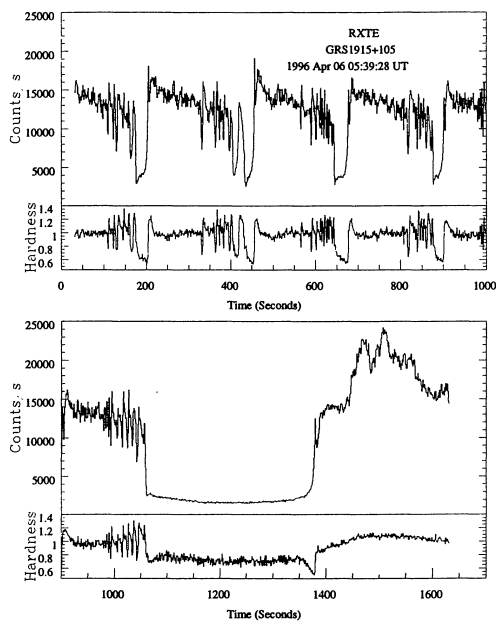 25000
20000
15000
10000
5000
Counts/s
RXTE
GRS1915+105
1996 Apr 06 05:39:28 UT
1.4
1.2
1
0.8
0.6
Hardness
0 200 400 600 800 1000
Time (Seconds)
25000
20000
15000
10000
5000
Counts/s
1.4
1.2
1
0.8
0.6
Hardness
1000 1200 1400 1600
Time (Seconds)